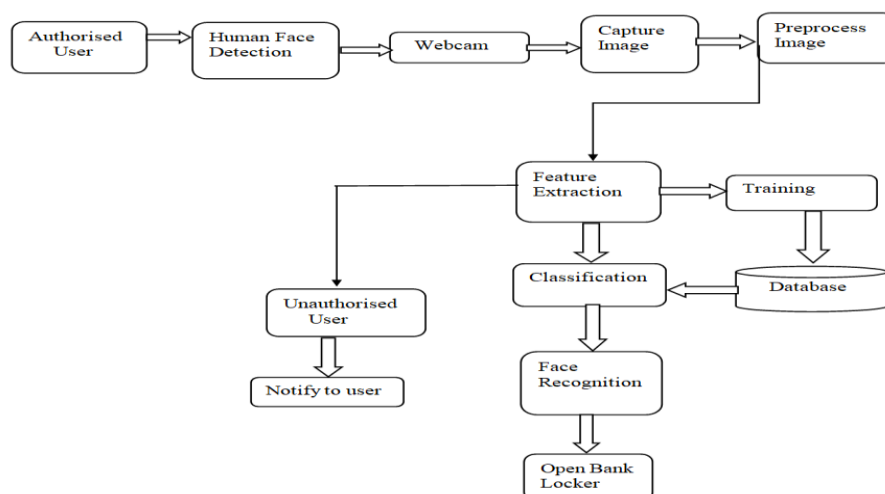 Authorised
User
Human Face
Detection
Webcam
Capture
Image
Preprocess
Image
Feature
Extraction
Training
Classification
Database
Unauthorised
User
Face
Recognition
Notify to user
Open Bank
Locker